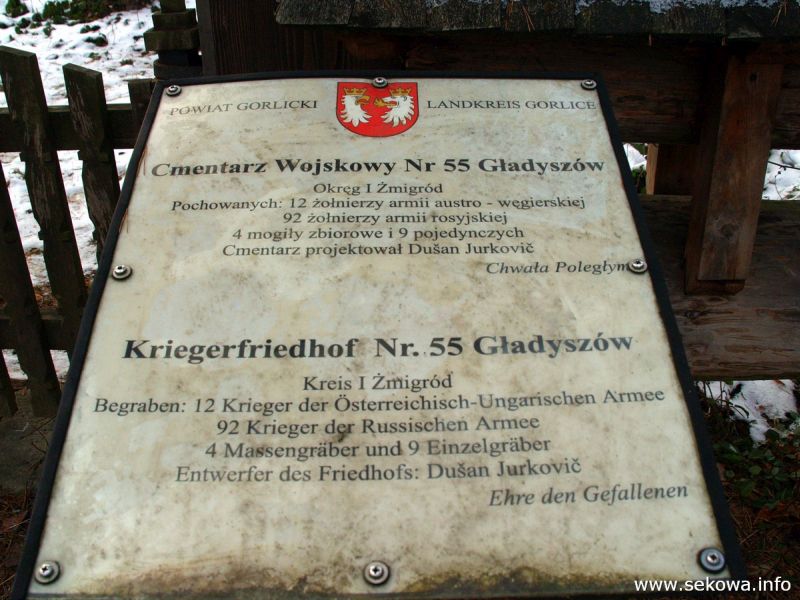 POWIAT GORLICKI LANDKREIS GORLICE
Cmentarz Wojskowy Nr 55 Gładyszów
Okręg I Żmigród
Pochowanych: 12 żołnierzy armii austro - węgierskiej
92 żołnierzy armii rosyjskiej
4 mogiły zbiorowe i 9 pojedynczych
Cmentarz projektował Dušan Jurkovič
Chwała Poległym
Kriegerfriedhof Nr. 55 Gładyszów
Kreis I Żmigród
Begraben: 12 Krieger der Österreichisch-Ungarischen Armee
92 Krieger der Russischen Armee
4 Massengräber und 9 Einzelgräber
Entwerfer des Friedhofs: Dušan Jurkovič
Ehre den Gefallenen
www.sekowa.info